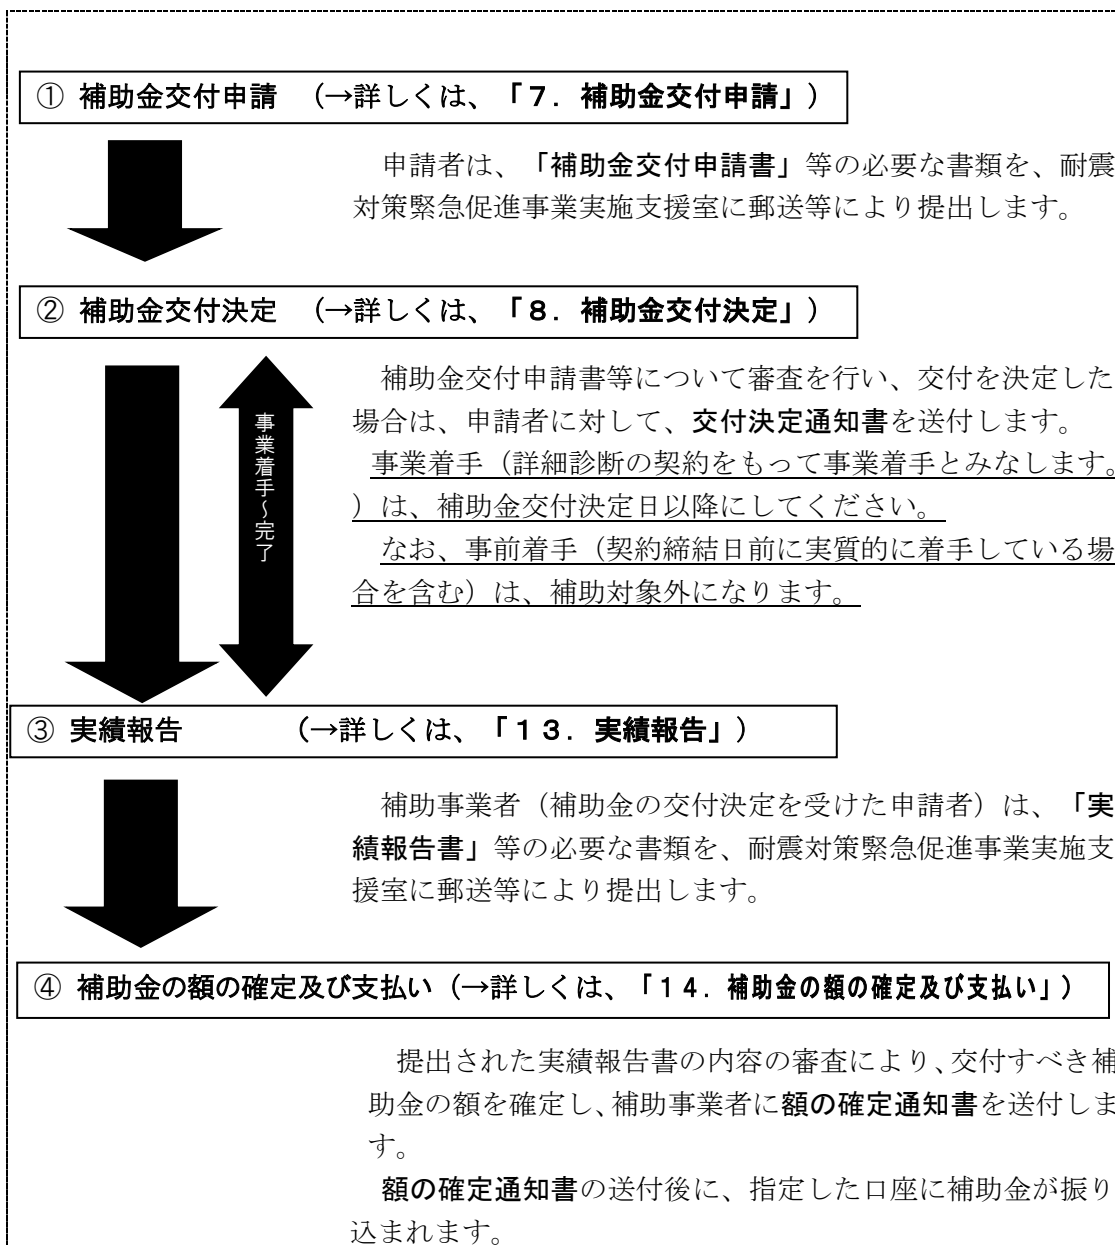 ① 補助金交付申請　（→詳しくは、「７．補助金交付申請」）
申請者は、「補助金交付申請書」等の必要な書類を、耐震
対策緊急促進事業実施支援室に郵送等により提出します。
② 補助金交付決定　（→詳しくは、「８．補助金交付決定」）
事業着手～完了
補助金交付申請書等について審査を行い、交付を決定した
場合は、申請者に対して、交付決定通知書を送付します。
事業着手（詳細診断の契約をもって事業着手とみなします。
）は、補助金交付決定日以降にしてください。
なお、事前着手（契約締結日前に実質的に着手している場
合を含む）は、補助対象外になります。
③ 実績報告　　　　（→詳しくは、「１３．実績報告」）
補助事業者（補助金の交付決定を受けた申請者）は、「実
績報告書」等の必要な書類を、耐震対策緊急促進事業実施支
援室に郵送等により提出します。
④ 補助金の額の確定及び支払い（→詳しくは、「１４．補助金の額の確定及び支払い」）
提出された実績報告書の内容の審査により、交付すべき補
助金の額を確定し、補助事業者に額の確定通知書を送付しま
す。
額の確定通知書の送付後に、指定した口座に補助金が振り
込まれます。